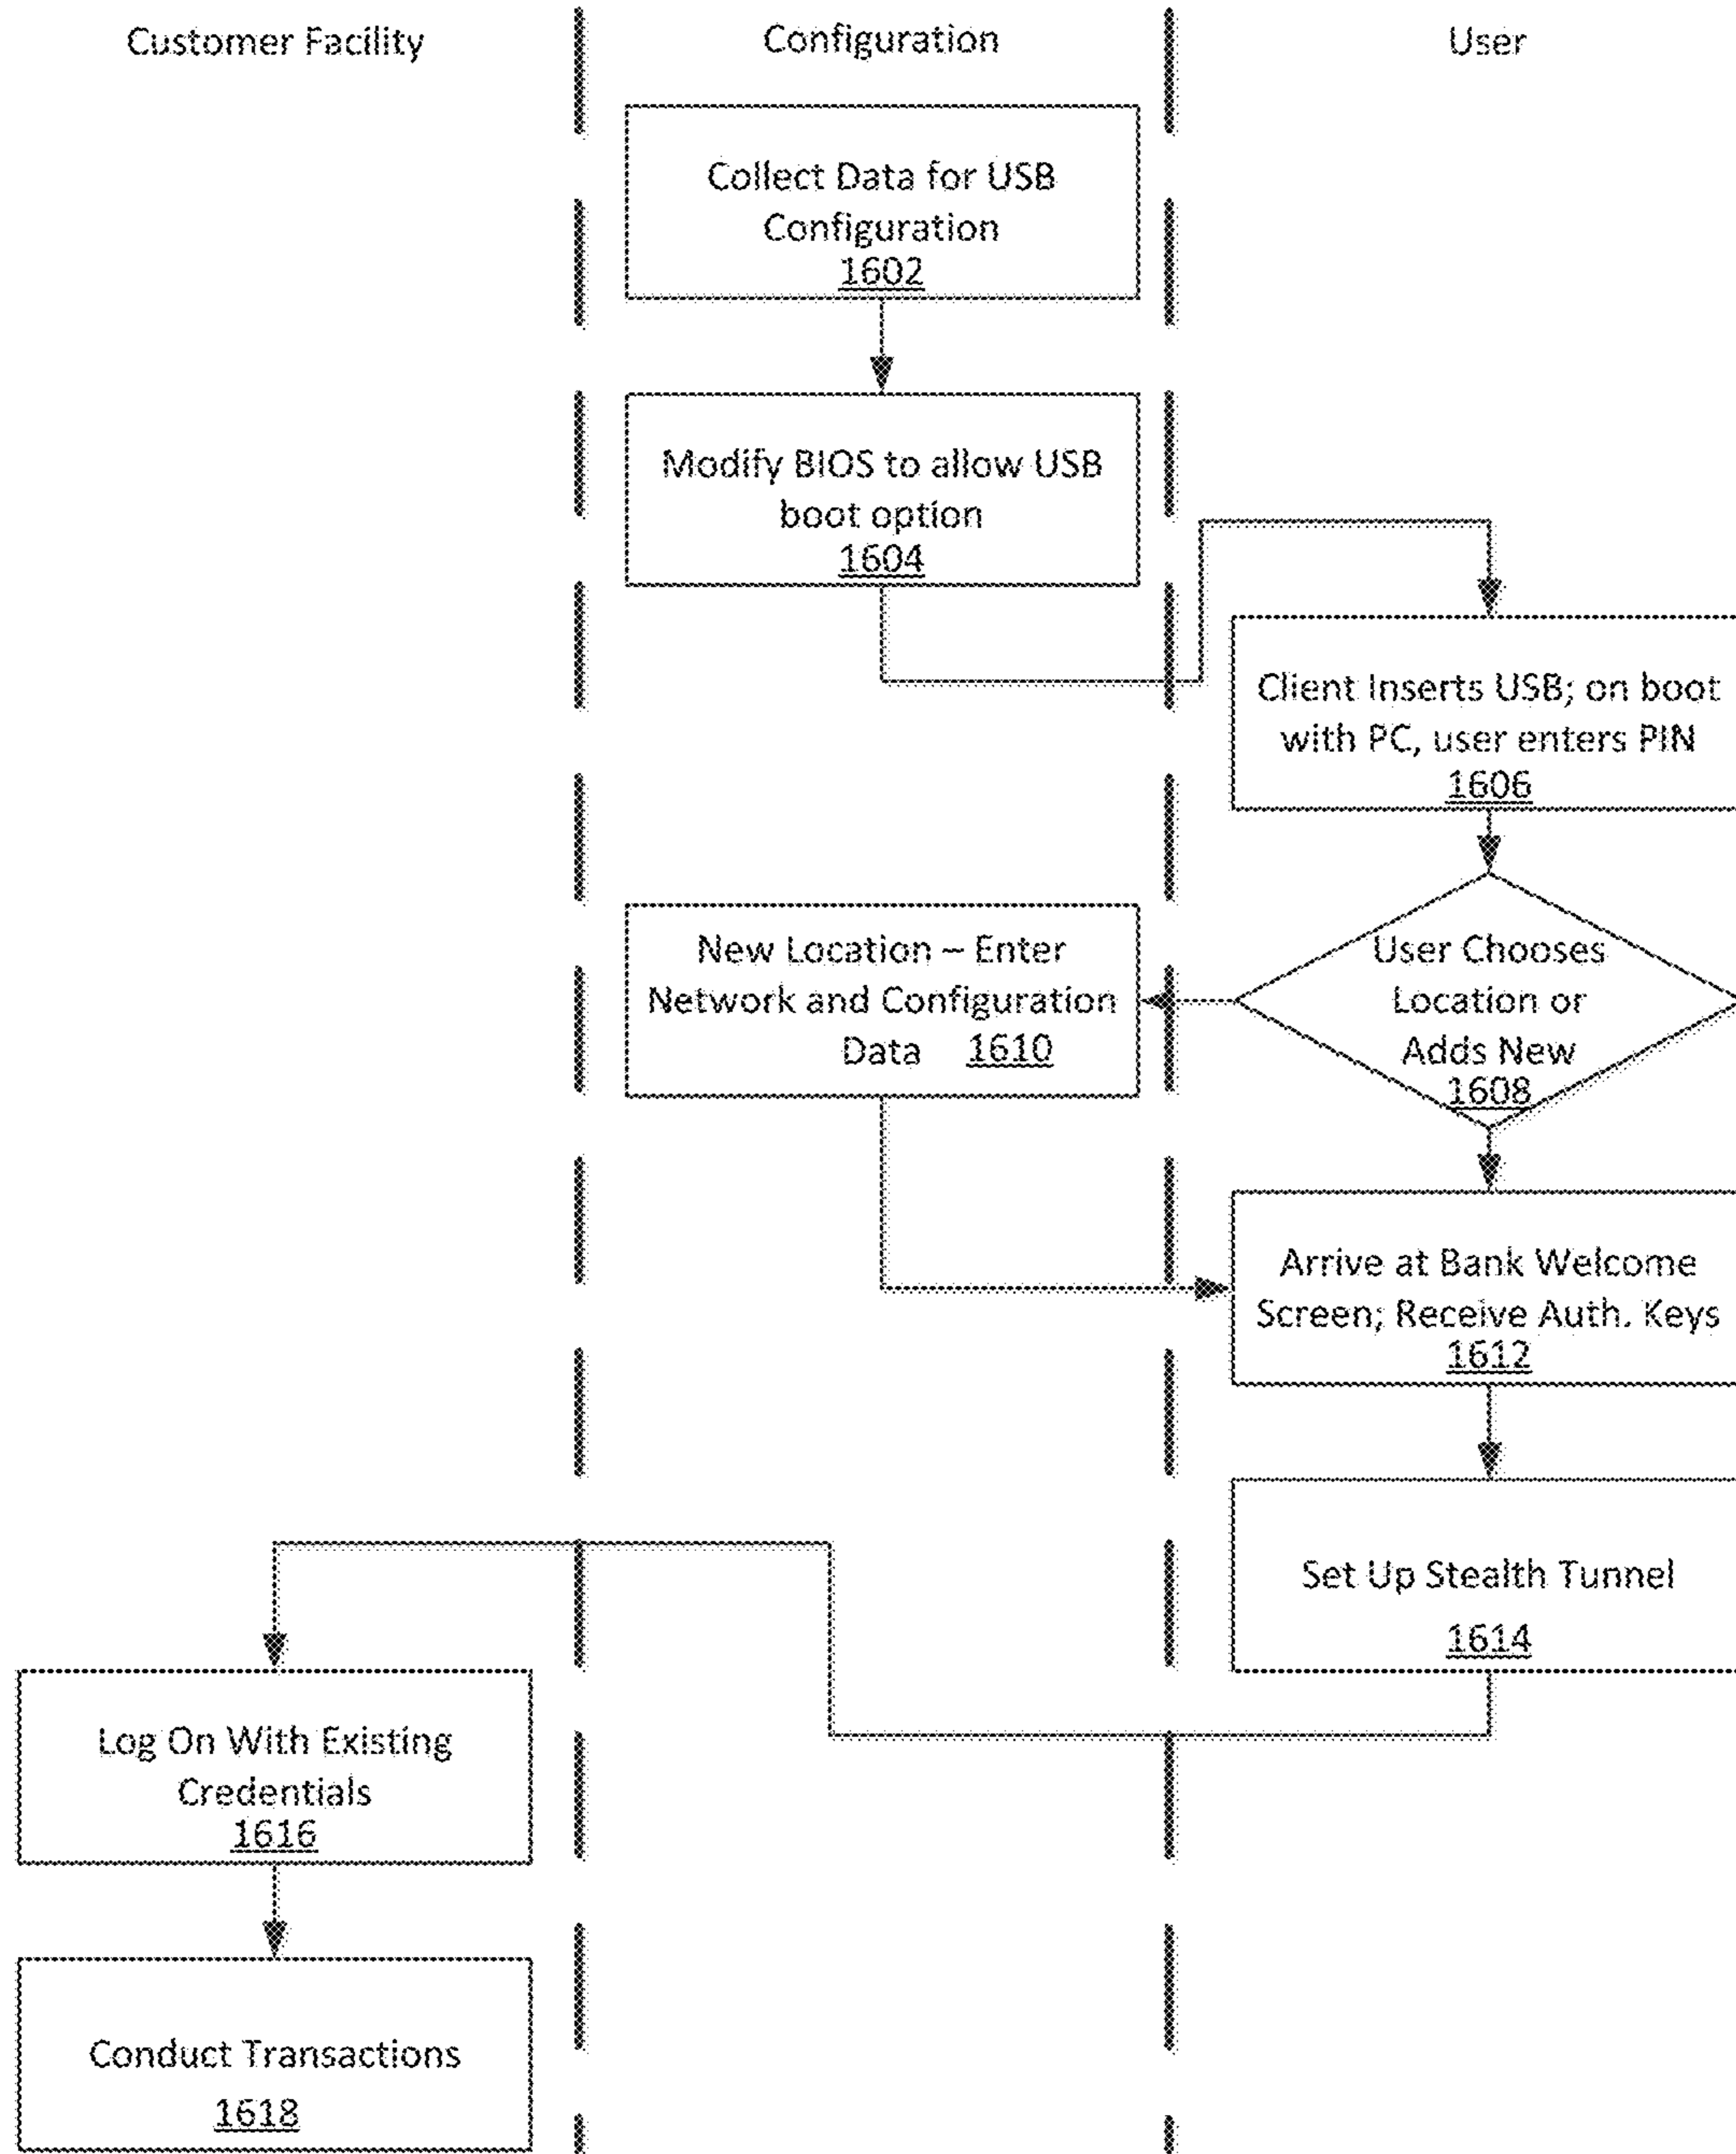 Customer Facility
Configuration
User
Collect Data for USB
Configuration
1602
Modify BIOS to allow USB
boot option
1604
Client Inserts USB; on boot
with PC, user enters PIN
1606
User Chooses
Location or
Adds New
1608
New Location – Enter
Network and Configuration
Data 1610
Arrive at Bank Welcome
Screen; Receive Auth. Keys
1612
Set Up Stealth Tunnel
1614
Log On With Existing
Credentials
1616
Conduct Transactions
1618